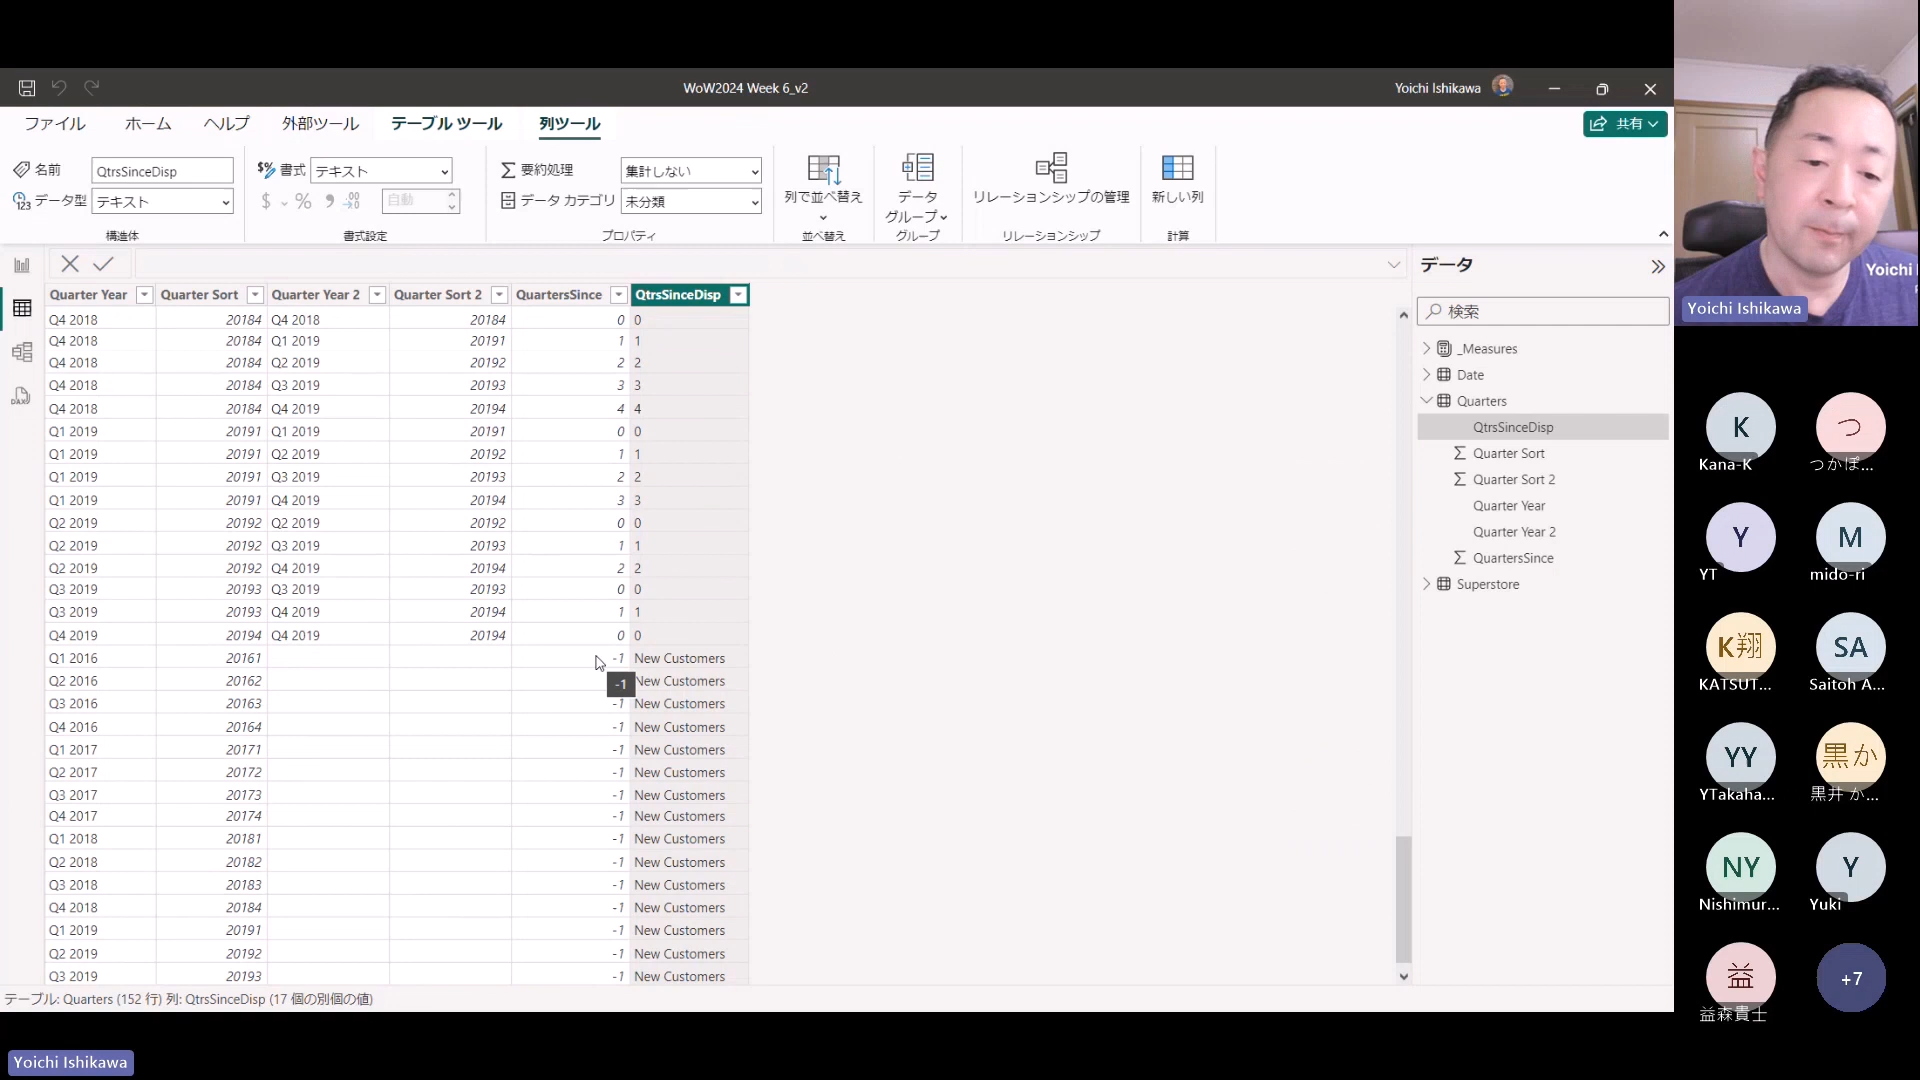 WoW2024 Week 6_v2
Yoichi Ishikawa
ファイル ホーム ヘルプ 外部ツール テーブル ツール 列ツール 共有
名前 QtrsSinceDisp 書式 テキスト 要約処理 集計しない 列で並べ替え データ グループ リレーションシップの管理 新しい列
データ型 テキスト $ % 9 .00 自動 データ カテゴリ 未分類
構造体 書式設定 プロパティ 並べ替え グループ リレーションシップ 計算
Quarter Year Quarter Sort Quarter Year 2 Quarter Sort 2 QuartersSince QtrsSinceDisp
Q4 2018 20184 Q4 2018 20184 0 0
Q4 2018 20184 Q1 2019 20191 1 1
Q4 2018 20184 Q2 2019 20192 2 2
Q4 2018 20184 Q3 2019 20193 3 3
Q4 2018 20184 Q4 2019 20194 4 4
Q1 2019 20191 Q1 2019 20191 0 0
Q1 2019 20191 Q2 2019 20192 1 1
Q1 2019 20191 Q3 2019 20193 2 2
Q1 2019 20191 Q4 2019 20194 3 3
Q2 2019 20192 Q2 2019 20192 0 0
Q2 2019 20192 Q3 2019 20193 1 1
Q2 2019 20192 Q4 2019 20194 2 2
Q3 2019 20193 Q3 2019 20193 0 0
Q3 2019 20193 Q4 2019 20194 1 1
Q4 2019 20194 Q4 2019 20194 0 0
Q1 2016 20161 -1 New Customers
Q2 2016 20162 -1 New Customers
Q3 2016 20163 -1 New Customers
Q4 2016 20164 -1 New Customers
Q1 2017 20171 -1 New Customers
Q2 2017 20172 -1 New Customers
Q3 2017 20173 -1 New Customers
Q4 2017 20174 -1 New Customers
Q1 2018 20181 -1 New Customers
Q2 2018 20182 -1 New Customers
Q3 2018 20183 -1 New Customers
Q4 2018 20184 -1 New Customers
Q1 2019 20191 -1 New Customers
Q2 2019 20192 -1 New Customers
Q3 2019 20193 -1 New Customers
テーブル: Quarters (152 行) 列: QtrsSinceDisp (17 個の別個の値)
データ
検索
_Measures
Date
Quarters
QtrsSinceDisp
Quarter Sort
Quarter Sort 2
Quarter Year
Quarter Year 2
QuartersSince
Superstore
Yoichi
Yoichi Ishikawa
K つ
Kana-K つかぽ...
Y M
YT mido-ri
K翔 SA
KATSUT... Saitoh A...
YY 黒か
YTakaha... 黒井 か...
NY Y
Nishimur... Yuki
益 +7
益森貴士
Yoichi Ishikawa